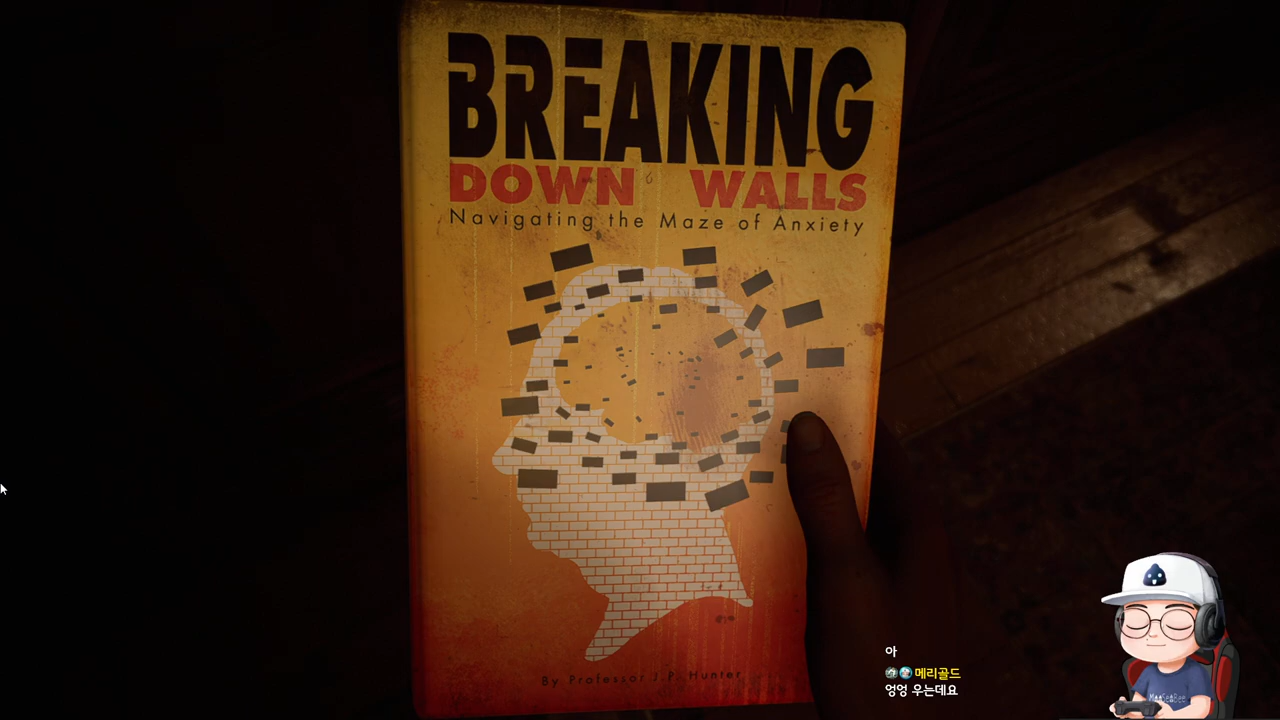 BREAKING
DOWN WALLS
Navigating the Maze of Anxiety
By Professor J.P. Hunter
아
메리골드
엉엉 우는데요